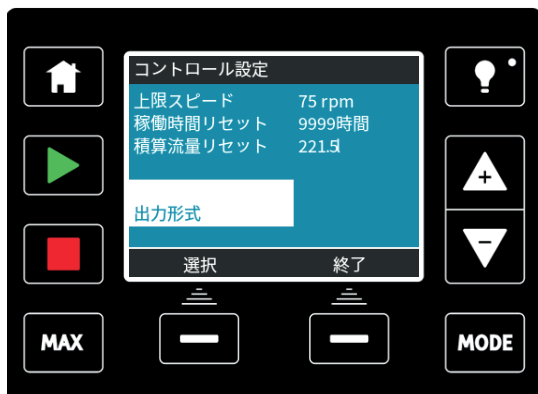 コントロール設定
上限スピード 75 rpm
稼働時間リセット 9999時間
積算流量リセット 221.5l
出力形式
選択 終了
+
-
MAX
MODE